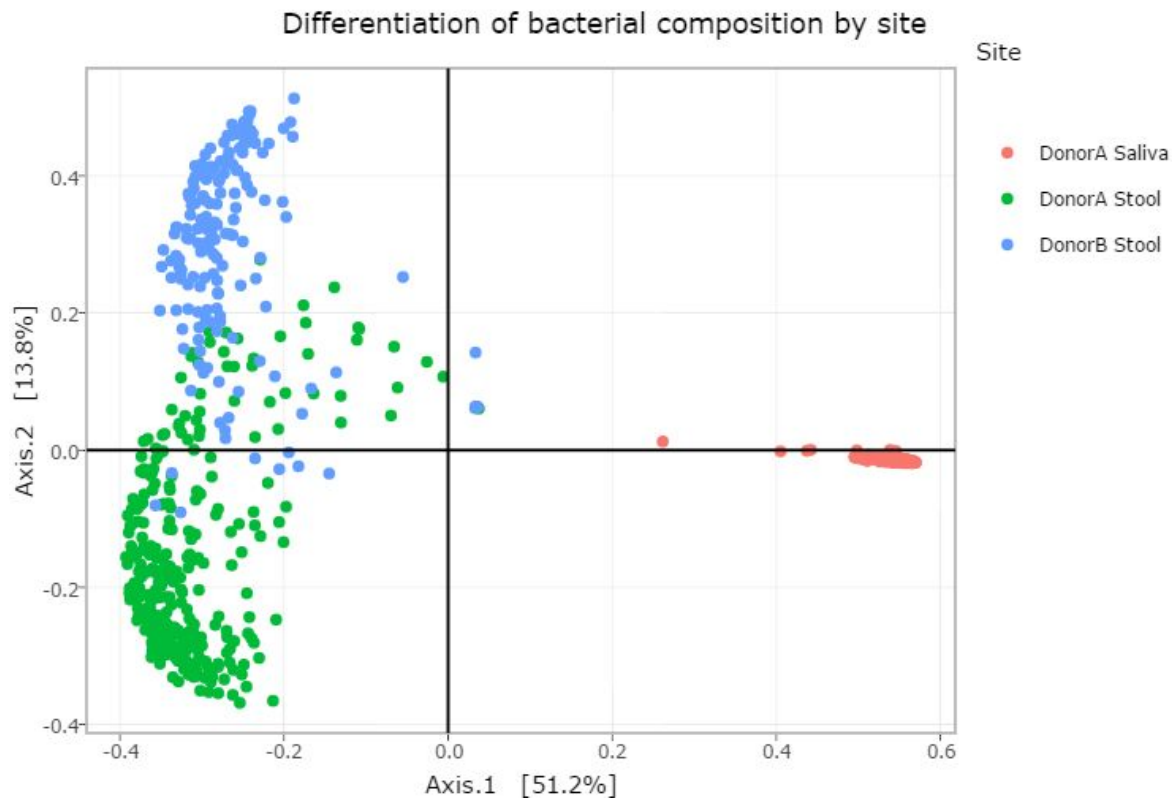 Differentiation of bacterial composition by site
Site
DonorA Saliva
DonorA Stool
DonorB Stool
0.4
0.2
0.0
-0.2
-0.4
Axis.2 [13.8%]
-0.4
-0.2
0.0
0.2
0.4
0.6
Axis.1 [51.2%]